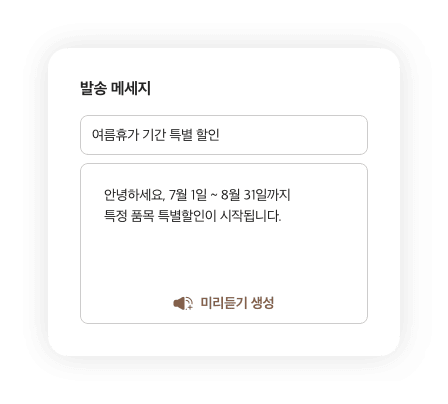 발송 메세지
여름휴가 기간 특별 할인
안녕하세요, 7월 1일 ~ 8월 31일까지
특정 품목 특별할인이 시작됩니다.
미리듣기 생성